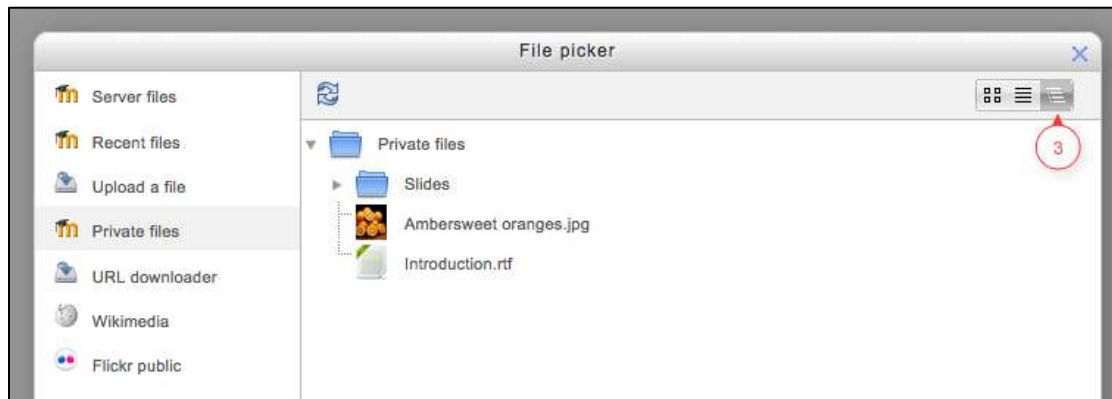 File picker
Server files
Recent files
Upload a file
Private files
URL downloader
Wikimedia
Flickr public
3
Private files
Slides
Ambersweet oranges.jpg
Introduction.rtf